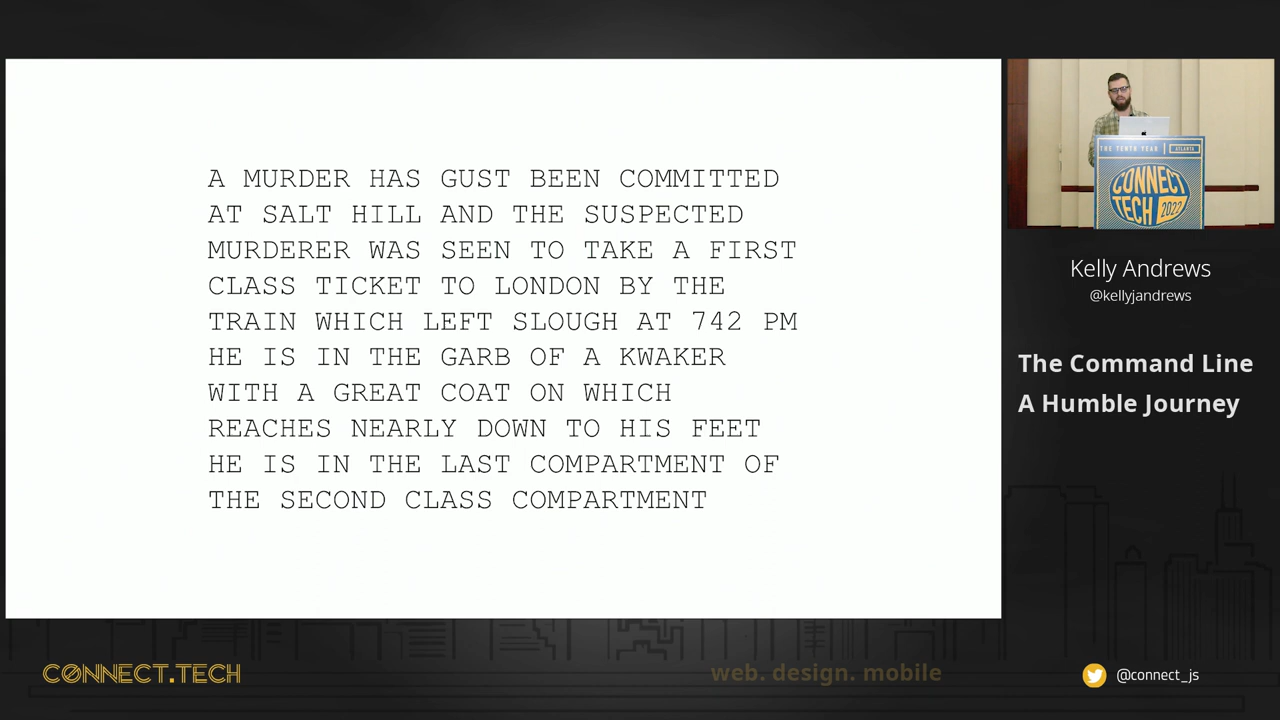 A MURDER HAS GUST BEEN COMMITTED
AT SALT HILL AND THE SUSPECTED
MURDERER WAS SEEN TO TAKE A FIRST
CLASS TICKET TO LONDON BY THE
TRAIN WHICH LEFT SLOUGH AT 742 PM
HE IS IN THE GARB OF A KWAKER
WITH A GREAT COAT ON WHICH
REACHES NEARLY DOWN TO HIS FEET
HE IS IN THE LAST COMPARTMENT OF
THE SECOND CLASS COMPARTMENT
THE TENTH YEAR | ATLANTA
CONNECT
TECH 2022
Kelly Andrews
@kellyjandrews
The Command Line
A Humble Journey
CONNECT.TECH
web. design. mobile
@connect_js